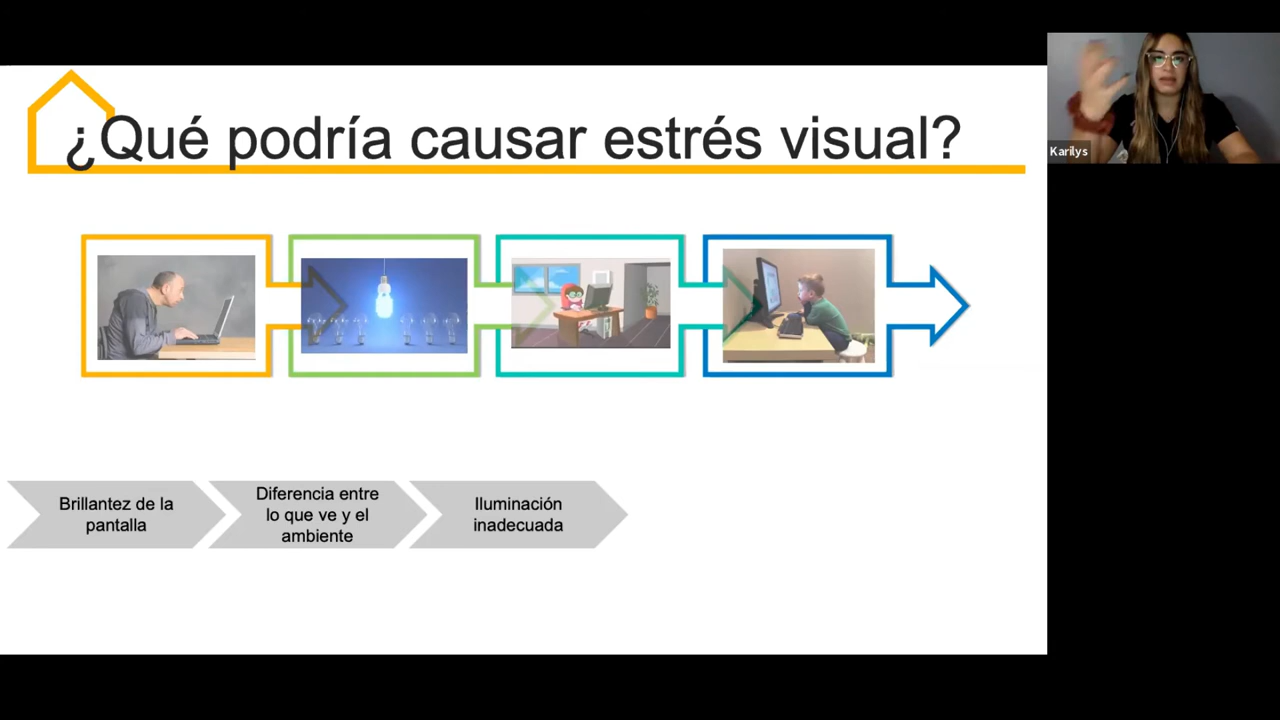 ¿Qué podría causar estrés visual?
Karilys
Brillantez de la
pantalla
Diferencia entre
lo que ve y el
ambiente
Iluminación
inadecuada